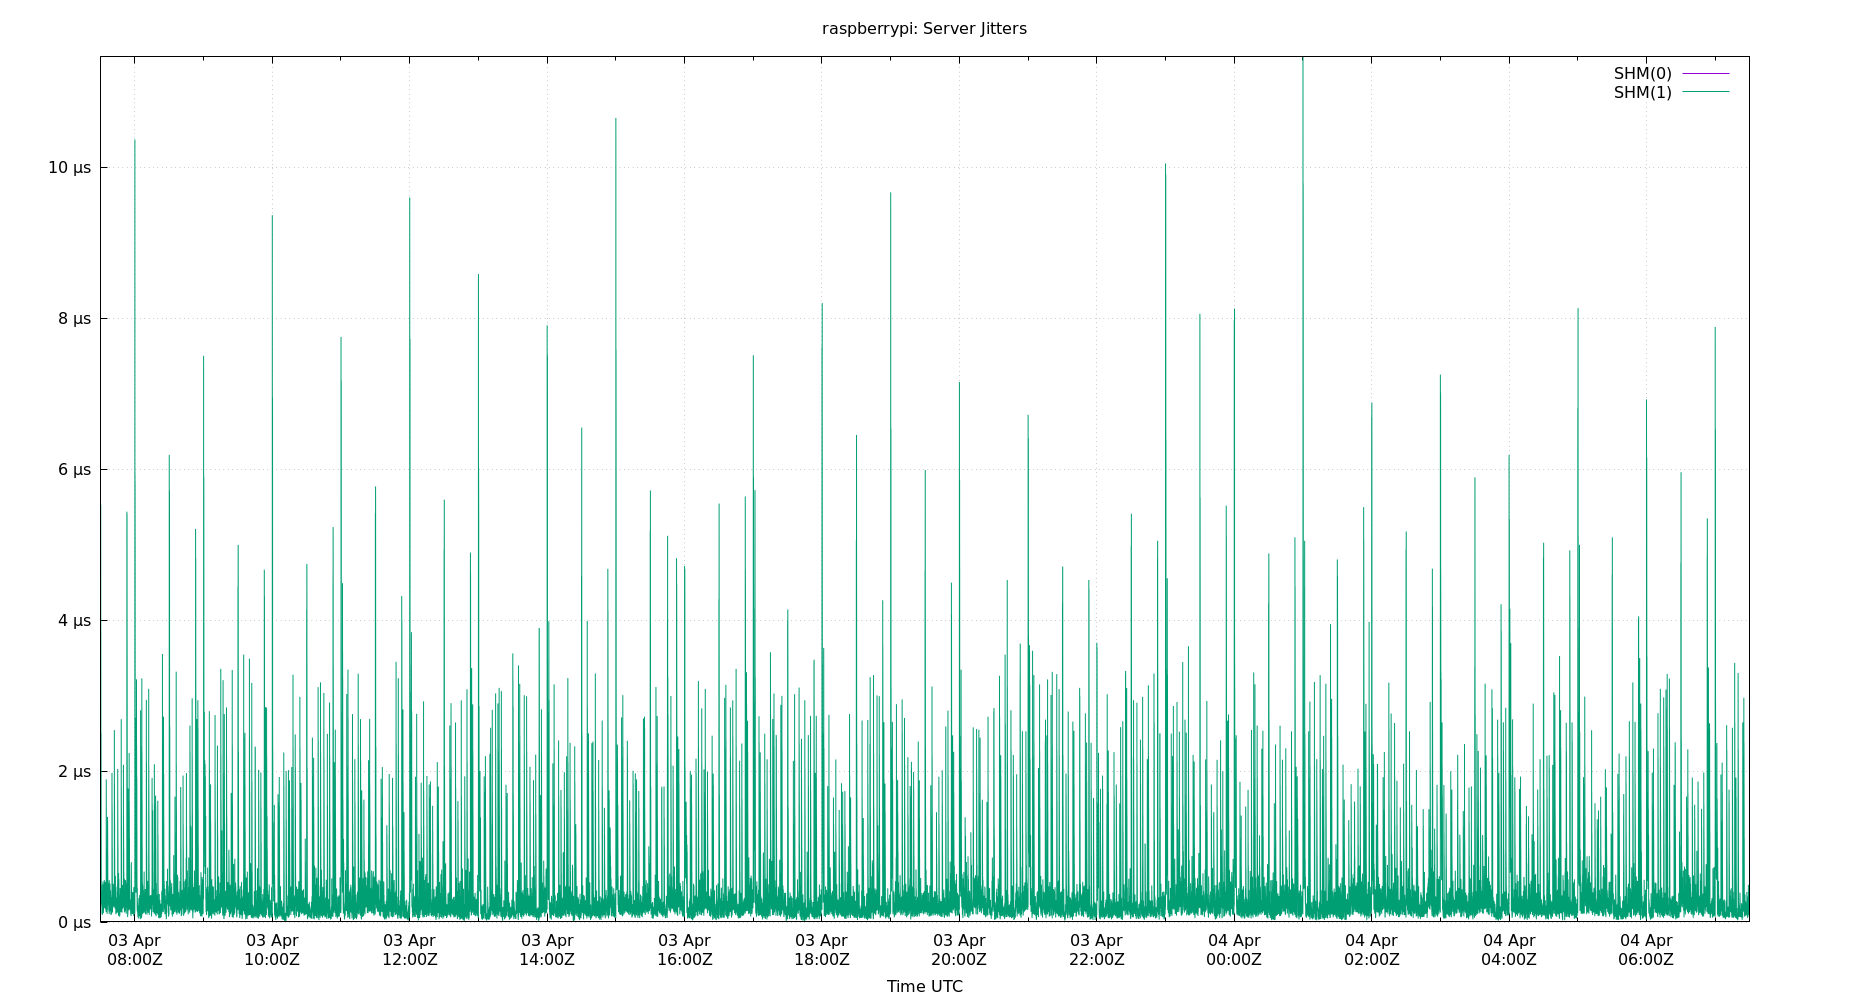 raspberrypi: Server Jitters
SHM(0)
SHM(1)
10 µs
8 µs
6 µs
4 µs
2 µs
0 µs
03 Apr 03 Apr 03 Apr 03 Apr 03 Apr 03 Apr 03 Apr 03 Apr 04 Apr 04 Apr 04 Apr 04 Apr
08:00Z 10:00Z 12:00Z 14:00Z 16:00Z 18:00Z 20:00Z 22:00Z 00:00Z 02:00Z 04:00Z 06:00Z
Time UTC